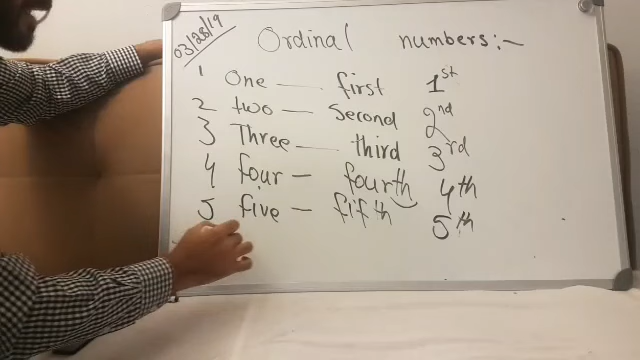 03/28/19
Ordinal numbers:-
1 One — first 1st
2 two — Second 2nd
3 Three — third 3rd
4 four — fourth 4th
5 five — fifth 5th